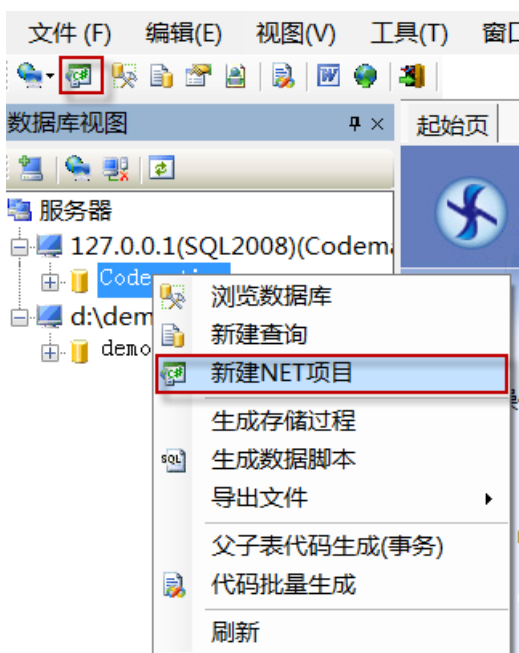 文件 (F) 编辑(E) 视图(V) 工具(T)
数据库视图
起始页
服务器
127.0.0.1(SQL2008)(Codema
d:\dem
demo
浏览数据库
新建查询
新建NET项目
生成存储过程
生成数据脚本
导出文件
父子表代码生成(事务)
代码批量生成
刷新